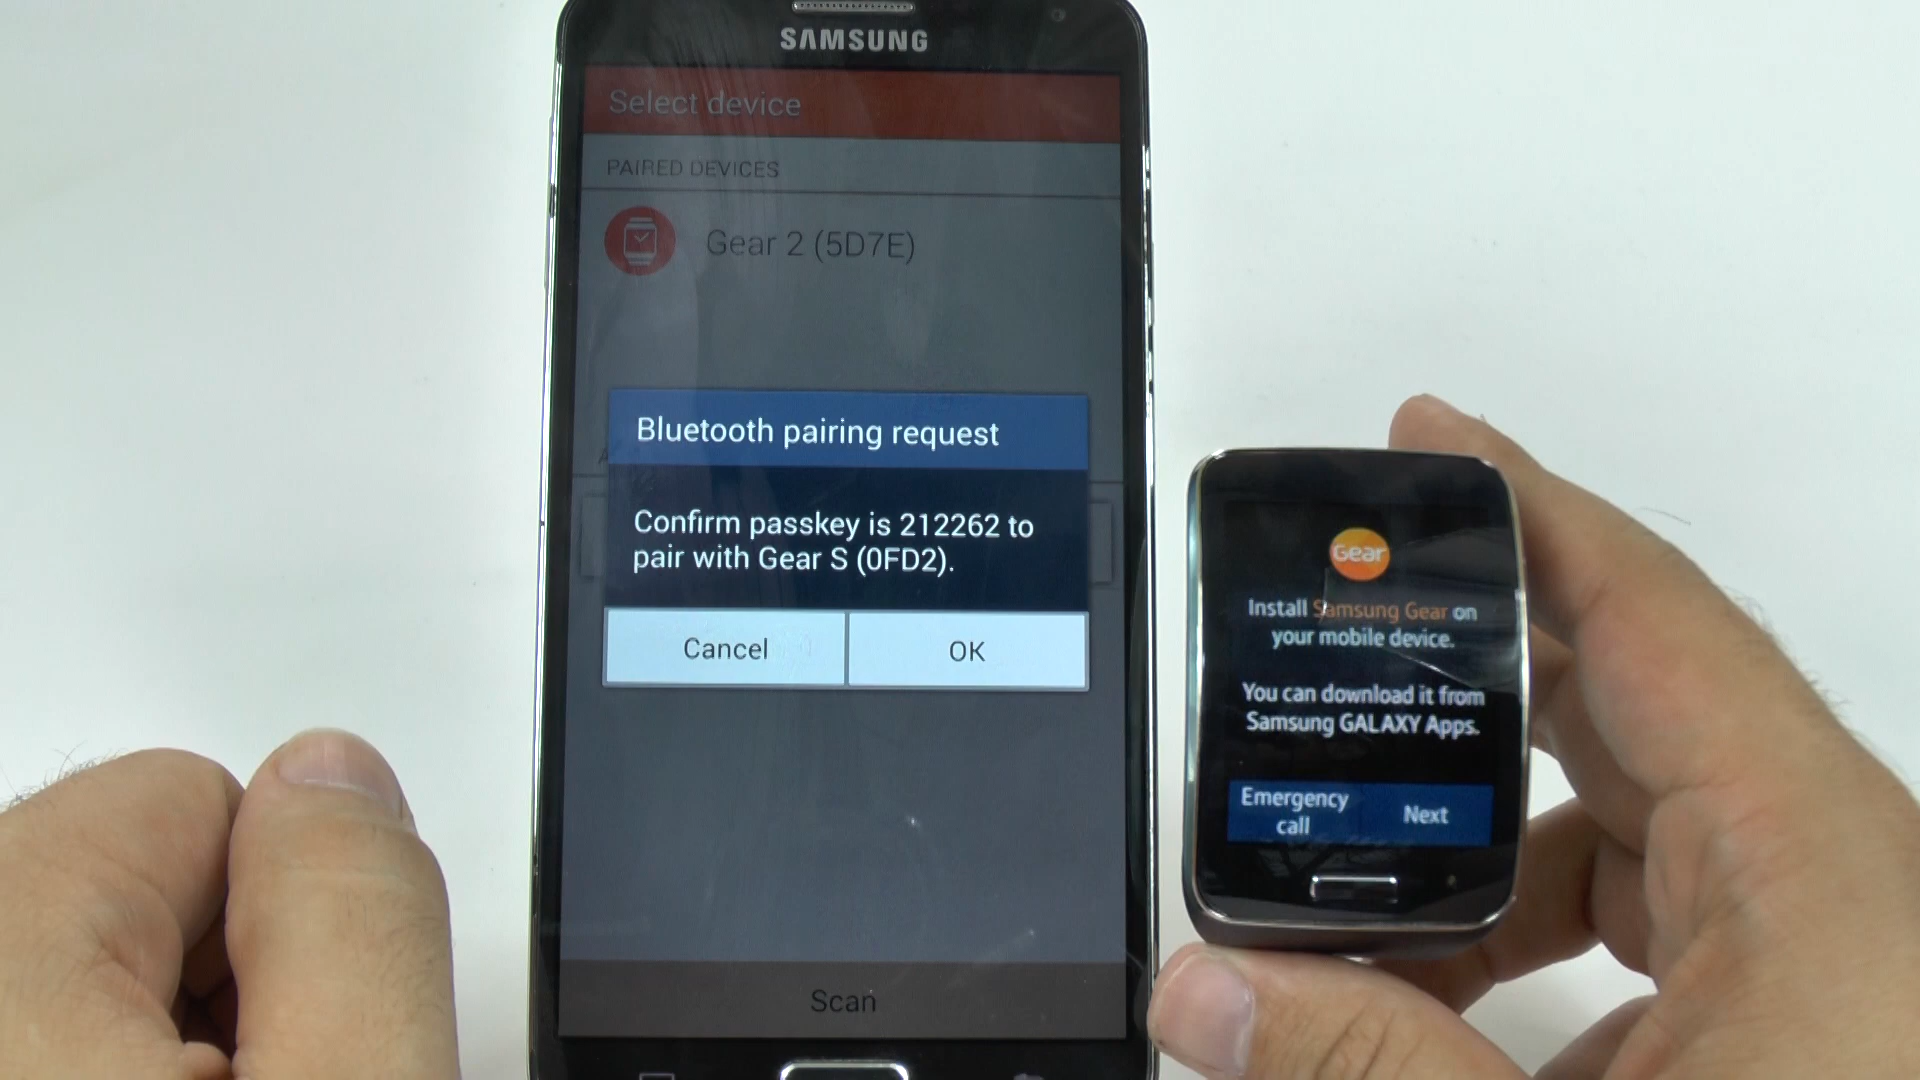 SAMSUNG
Select device
PAIRED DEVICES
Gear 2 (5D7E)
Bluetooth pairing request
Confirm passkey is 212262 to
pair with Gear S (0FD2).
Cancel
OK
Scan
Gear
Install Samsung Gear on
your mobile device.
You can download it from
Samsung GALAXY Apps.
Emergency
call
Next